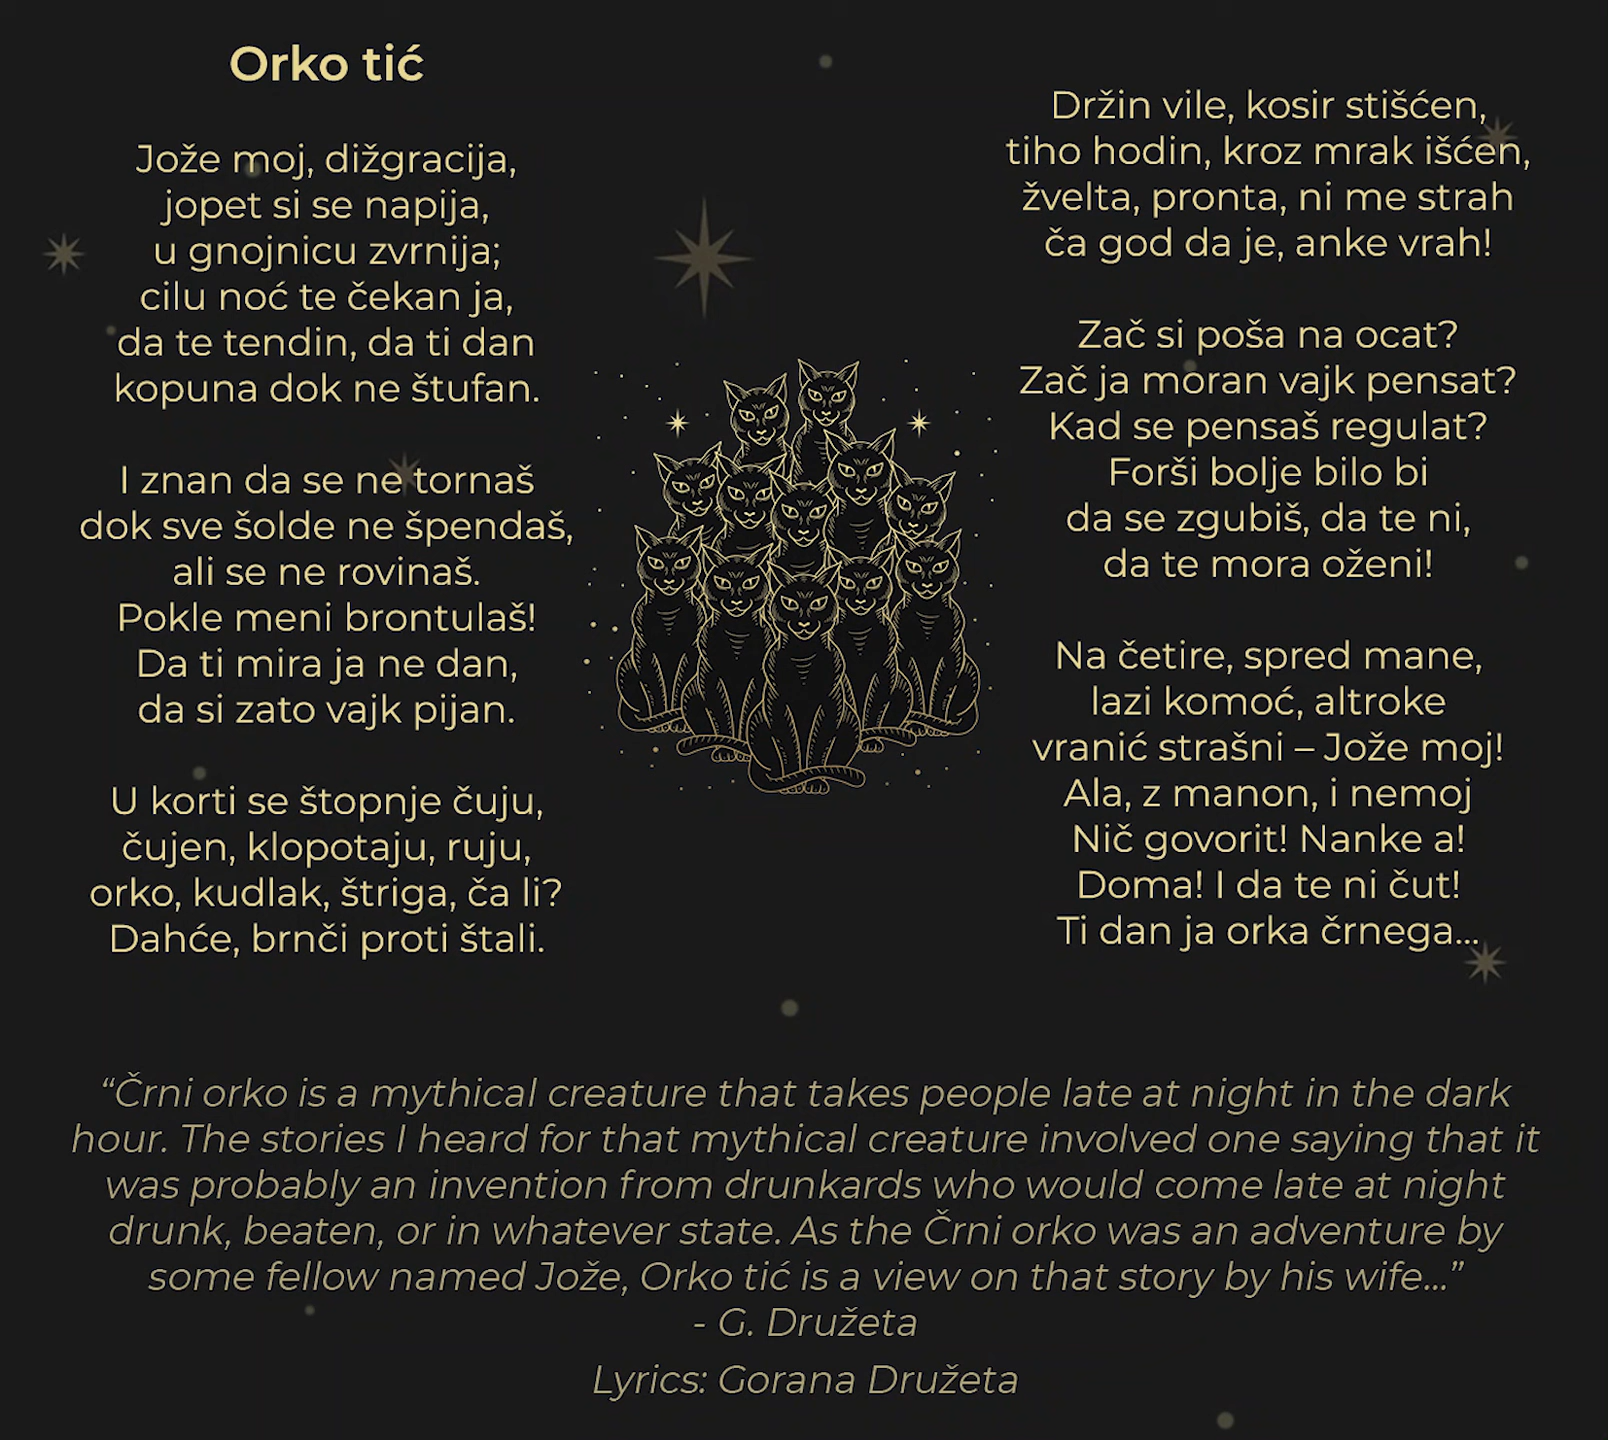 Orko tić
Jože moj, dižgracija,
jopet si se napija,
u gnojnicu zvrnija;
cilu noć te čekan ja,
da te tendin, da ti dan
kopuna dok ne štufan.
I znan da se ne tornaš
dok sve šolde ne špendaš,
ali se ne rovinaš.
Pokle meni brontulaš!
Da ti mira ja ne dan,
da si zato vajk pijan.
U korti se štopnje čuju,
čujen, klopotaju, ruju,
orko, kudlak, štriga, ča li?
Dahće, brnči proti štali.
Držin vile, kosir stišćen,
tiho hodin, kroz mrak išćen,
žvelta, pronta, ni me strah
ča god da je, anke vrah!
Zač si poša na ocat?
Zač ja moran vajk pensat?
Kad se pensaš regulat?
Forši bolje bilo bi
da se zgubiš, da te ni,
da te mora oženi!
Na četire, spred mane,
lazi komoć, altroke
vranić strašni – Jože moj!
Ala, z manon, i nemoj
Nič govorit! Nanke a!
Doma! I da te ni čut!
Ti dan ja orka črnega...
“Črni orko is a mythical creature that takes people late at night in the dark
hour. The stories I heard for that mythical creature involved one saying that it
was probably an invention from drunkards who would come late at night
drunk, beaten, or in whatever state. As the Črni orko was an adventure by
some fellow named Jože, Orko tić is a view on that story by his wife...”
- G. Družeta
Lyrics: Gorana Družeta